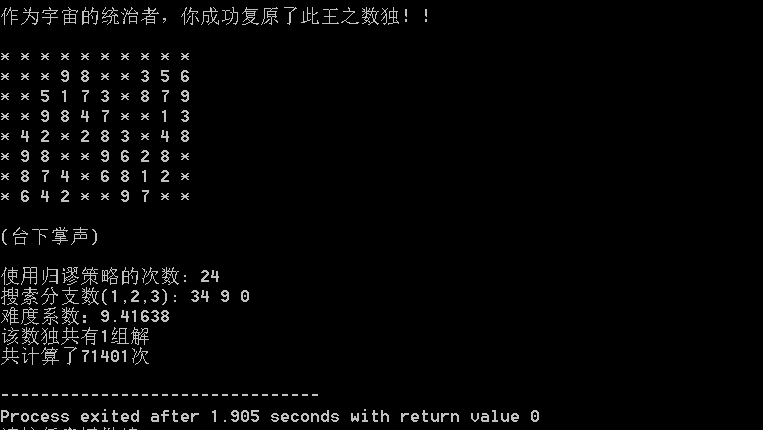 作为宇宙的统治者，你成功复原了此王之数独！！
* * * * * * * * * *
* * * 9 8 * * 3 5 6
* * 5 1 7 3 * 8 7 9
* * 9 8 4 7 * * 1 3
* 4 2 * 2 8 3 * 4 8
* 9 8 * * 9 6 2 8 *
* 8 7 4 * 6 8 1 2 *
* 6 4 2 * * 9 7 * *
(台下掌声)
使用归谬策略的次数: 24
搜素分支数(1,2,3): 34 9 0
难度系数: 9.41638
该数独共有1组解
共计算了71401次
--------------------------------
Process exited after 1.905 seconds with return value 0